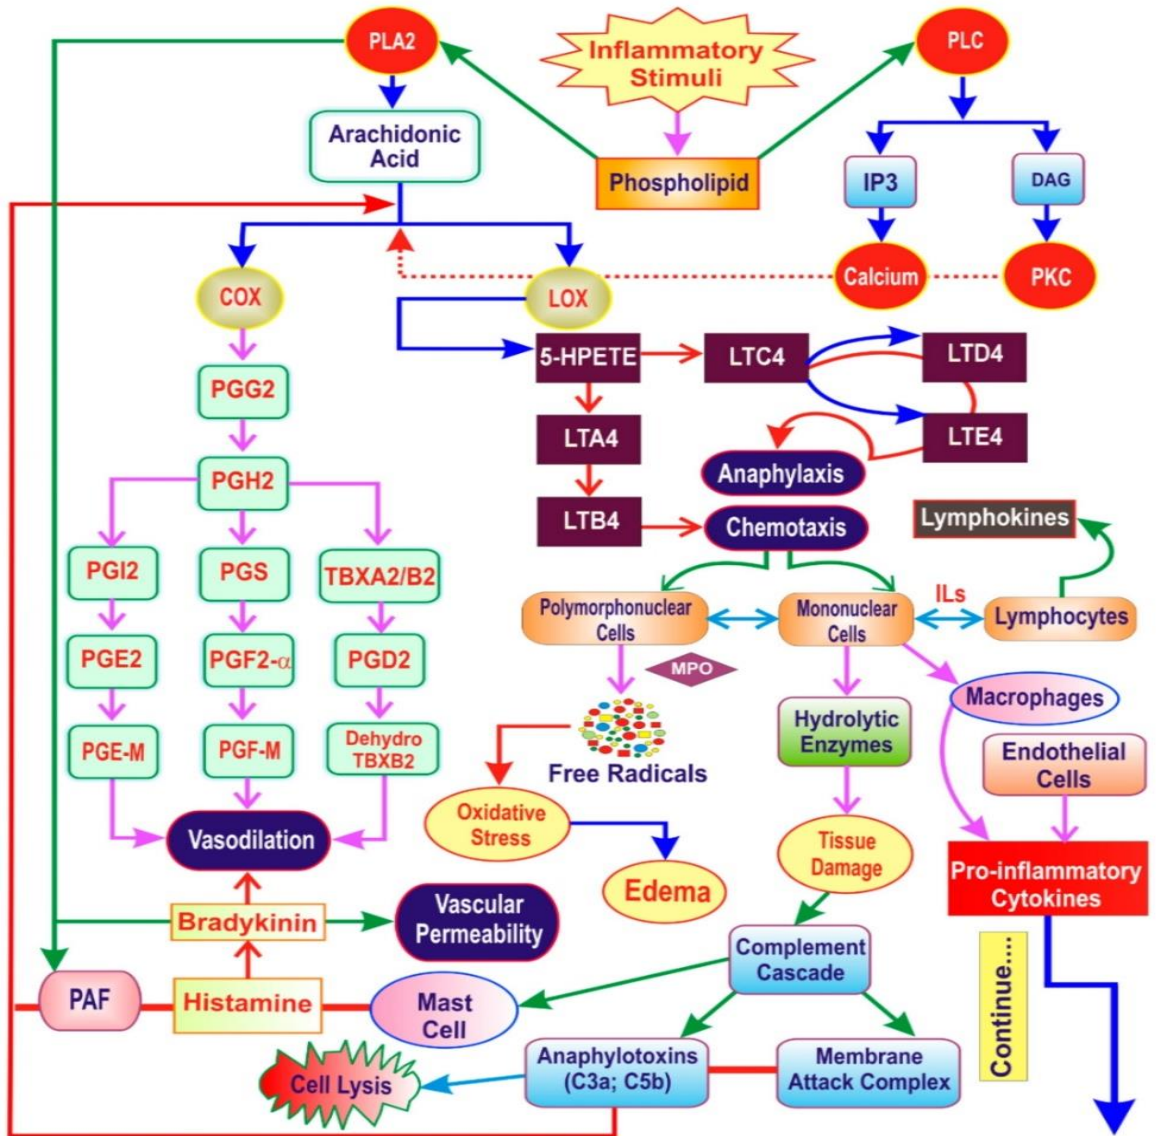 PLA2
Inflammatory
Stimuli
PLC
Arachidonic
Acid
Phospholipid
IP3
DAG
COX
LOX
Calcium
PKC
5-HPETE
LTC4
LTD4
PGG2
LTA4
LTE4
PGH2
Anaphylaxis
LTB4
Chemotaxis
Lymphokines
PGI2
PGS
TBXA2/B2
Polymorphonuclear
Cells
Mononuclear
Cells
ILs
Lymphocytes
PGE2
PGF2-α
PGD2
MPO
Macrophages
PGE-M
PGF-M
Dehydro
TBXB2
Free Radicals
Hydrolytic
Enzymes
Endothelial
Cells
Vasodilation
Oxidative
Stress
Tissue
Damage
Edema
Pro-inflammatory
Cytokines
Bradykinin
Vascular
Permeability
Complement
Cascade
Continue....
PAF
Histamine
Mast
Cell
Cell Lysis
Anaphylotoxins
(C3a; C5b)
Membrane
Attack Complex